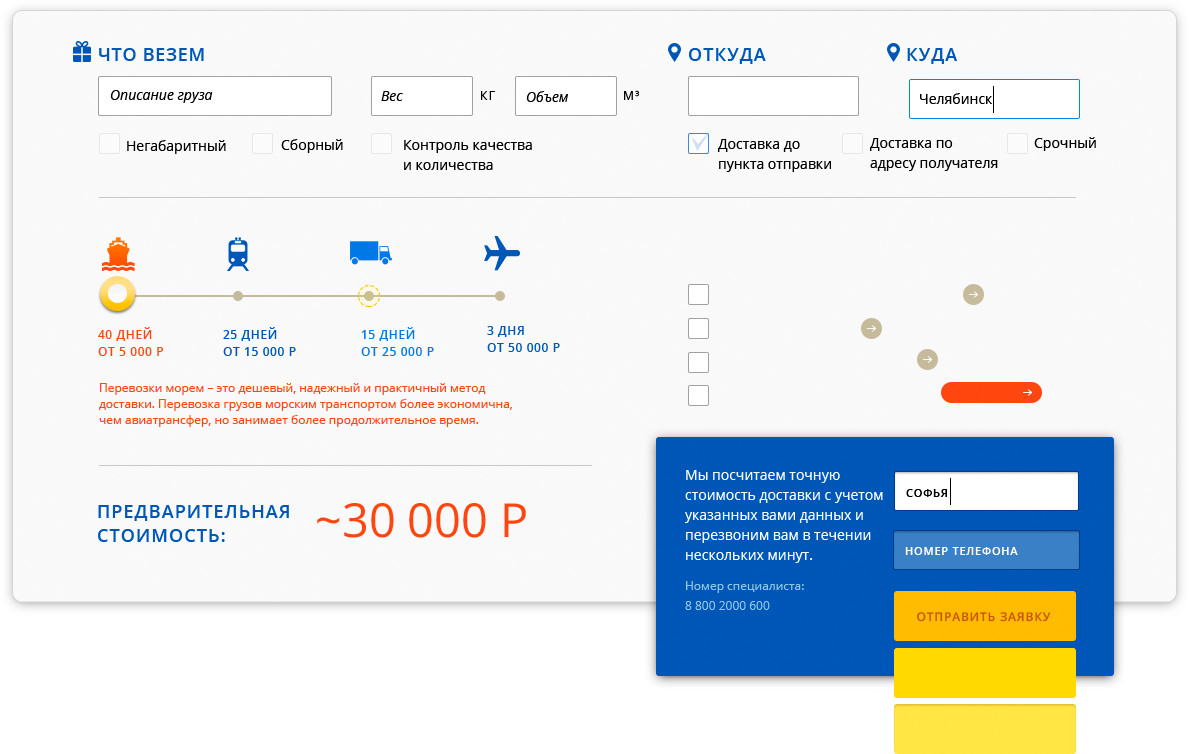 ЧТО ВЕЗЕМ
ОТКУДА
КУДА
Описание груза
Вес
КГ
Объем
М³
Челябинск
Негабаритный
Сборный
Контроль качества
и количества
Доставка до
пункта отправки
Доставка по
адресу получателя
Срочный
40 ДНЕЙ
ОТ 5 000 Р
25 ДНЕЙ
ОТ 15 000 Р
15 ДНЕЙ
ОТ 25 000 Р
3 ДНЯ
ОТ 50 000 Р
Перевозки морем – это дешевый, надежный и практичный метод
доставки. Перевозка грузов морским транспортом более экономична,
чем авиатрансфер, но занимает более продолжительное время.
ПРЕДВАРИТЕЛЬНАЯ
СТОИМОСТЬ:
~30 000 Р
Мы посчитаем точную
стоимость доставки с учетом
указанных вами данных и
перезвоним вам в течении
нескольких минут.
Номер специалиста:
8 800 2000 600
СОФЬЯ
НОМЕР ТЕЛЕФОНА
ОТПРАВИТЬ ЗАЯВКУ